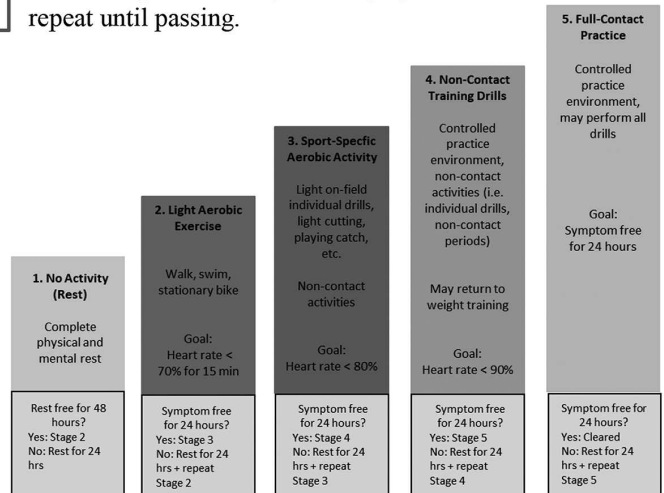 repeat until passing.
1. No Activity
(Rest)
Complete
physical and
mental rest
Rest free for 48
hours?
Yes: Stage 2
No: Rest for 24
hrs
2. Light Aerobic
Exercise
Walk, swim,
stationary bike
Goal:
Heart rate <
70% for 15 min
Symptom free
for 24 hours?
Yes: Stage 3
No: Rest for 24
hrs + repeat
Stage 2
3. Sport-Specfic
Aerobic Activity
Light on-field
individual drills,
light cutting,
playing catch,
etc.
Non-contact
activities
Goal:
Heart rate < 80%
Symptom free
for 24 hours?
Yes: Stage 4
No: Rest for 24
hrs + repeat
Stage 3
4. Non-Contact
Training Drills
Controlled
practice
environment,
non-contact
activities (i.e.
individual drills,
non-contact
periods)
May return to
weight training
Goal:
Heart rate < 90%
Symptom free
for 24 hours?
Yes: Stage 5
No: Rest for 24
hrs + repeat
Stage 4
5. Full-Contact
Practice
Controlled
practice
environment,
may perform all
drills
Goal:
Symptom free
for 24 hours
Symptom free for
24 hours?
Yes: Cleared
No: Rest for 24
hrs + repeat
Stage 5